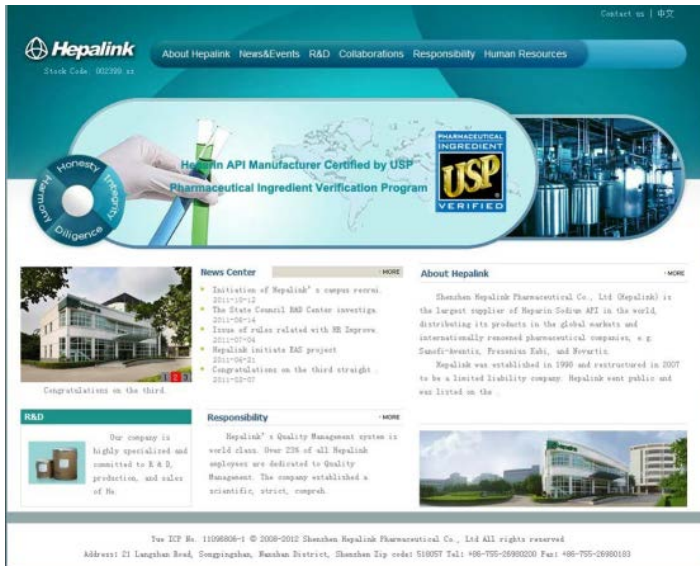 Contact us | 中文
Hepalink
Stock Code: 002399.sz
About Hepalink News&Events R&D Collaborations Responsibility Human Resources
Heparin API Manufacturer Certified by USP
Pharmaceutical Ingredient Verification Program
PHARMACEUTICAL
INGREDIENT
USP
VERIFIED
Honesty
Integrity
Diligence
Harmony
News Center
MORE
Initiation of Hepalink's campus recrui.
2011-10-12
The State Council R&D Center investiga.
Issue of rules related with HR Improve.
2011-07-04
Hepalink initiate EAS project
2011-06-21
Congratulations on the third straight .
2011-02-07
About Hepalink
MORE
Shenzhen Hepalink Pharmaceutical Co., Ltd (Hepalink) is
the largest supplier of Heparin Sodium API in the world,
distributing its products in the global markets and
internationally renowned pharmaceutical companies, e.g.
Sanofi-Aventis, Fresenius Kabi, and Novartis.
Hepalink was established in 1998 and restructured in 2007
to be a limited liability company. Hepalink went public and
was listed on the .
1 2 3
Congratulations on the third.
R&D
Our company is
highly specialized and
committed to R & D,
production, and sales
of He.
Responsibility
MORE
Hepalink's Quality Management system is
world class. Over 23% of all Hepalink
employees are dedicated to Quality
Management. The company established a
scientific, strict, compreh.
Yue ICP No. 11096806-1 © 2008-2012 Shenzhen Hepalink Pharmaceutical Co., Ltd All rights reserved
Address: 21 Langshan Road, Songpingshan, Nanshan District, Shenzhen Zip code: 518057 Tel: +86-755-26980200 Fax: +86-755-26980183